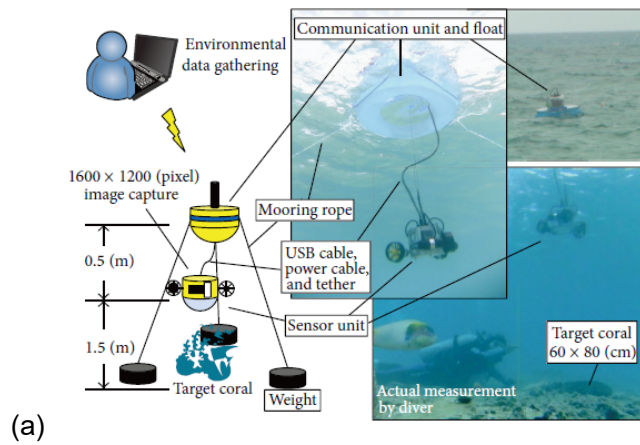 Environmental
data gathering
Communication unit and float
1600 × 1200 (pixel)
image capture
Mooring rope
0.5 (m)
USB cable,
power cable,
and tether
Sensor unit
1.5 (m)
Target coral
Weight
Target coral
60 × 80 (cm)
Actual measurement
by diver
(a)